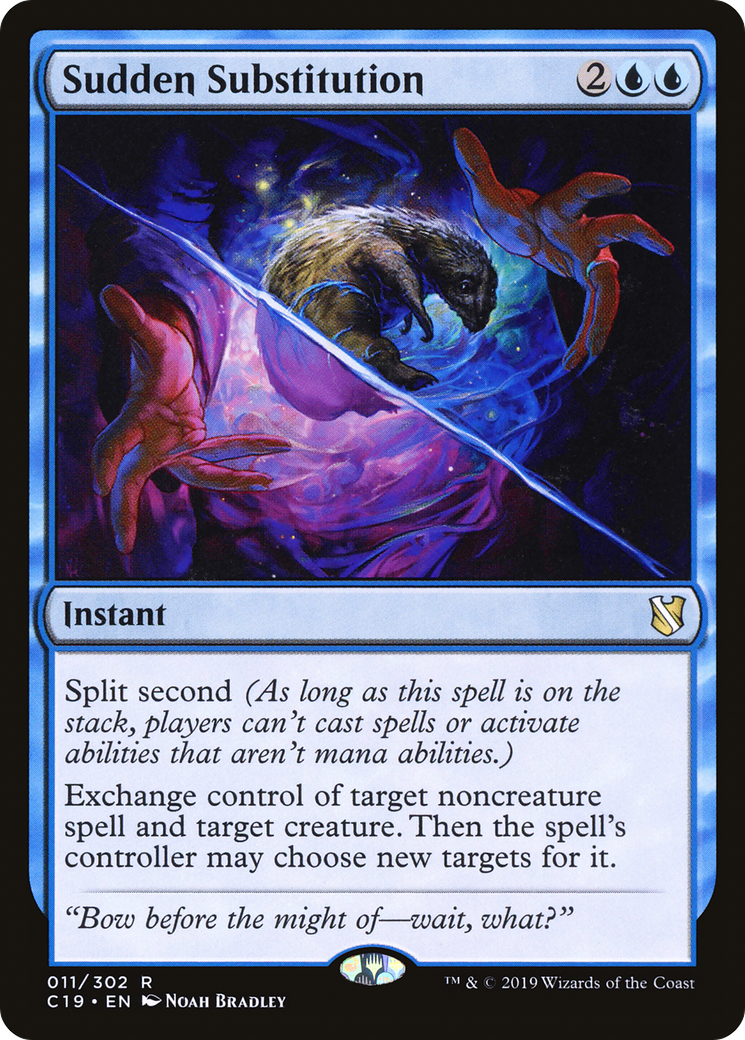 Sudden Substitution 2
Instant
Split second (As long as this spell is on the
stack, players can't cast spells or activate
abilities that aren't mana abilities.)
Exchange control of target noncreature
spell and target creature. Then the spell's
controller may choose new targets for it.
“Bow before the might of—wait, what?”
011/302 R
C19 • EN Noah Bradley
™ & © 2019 Wizards of the Coast